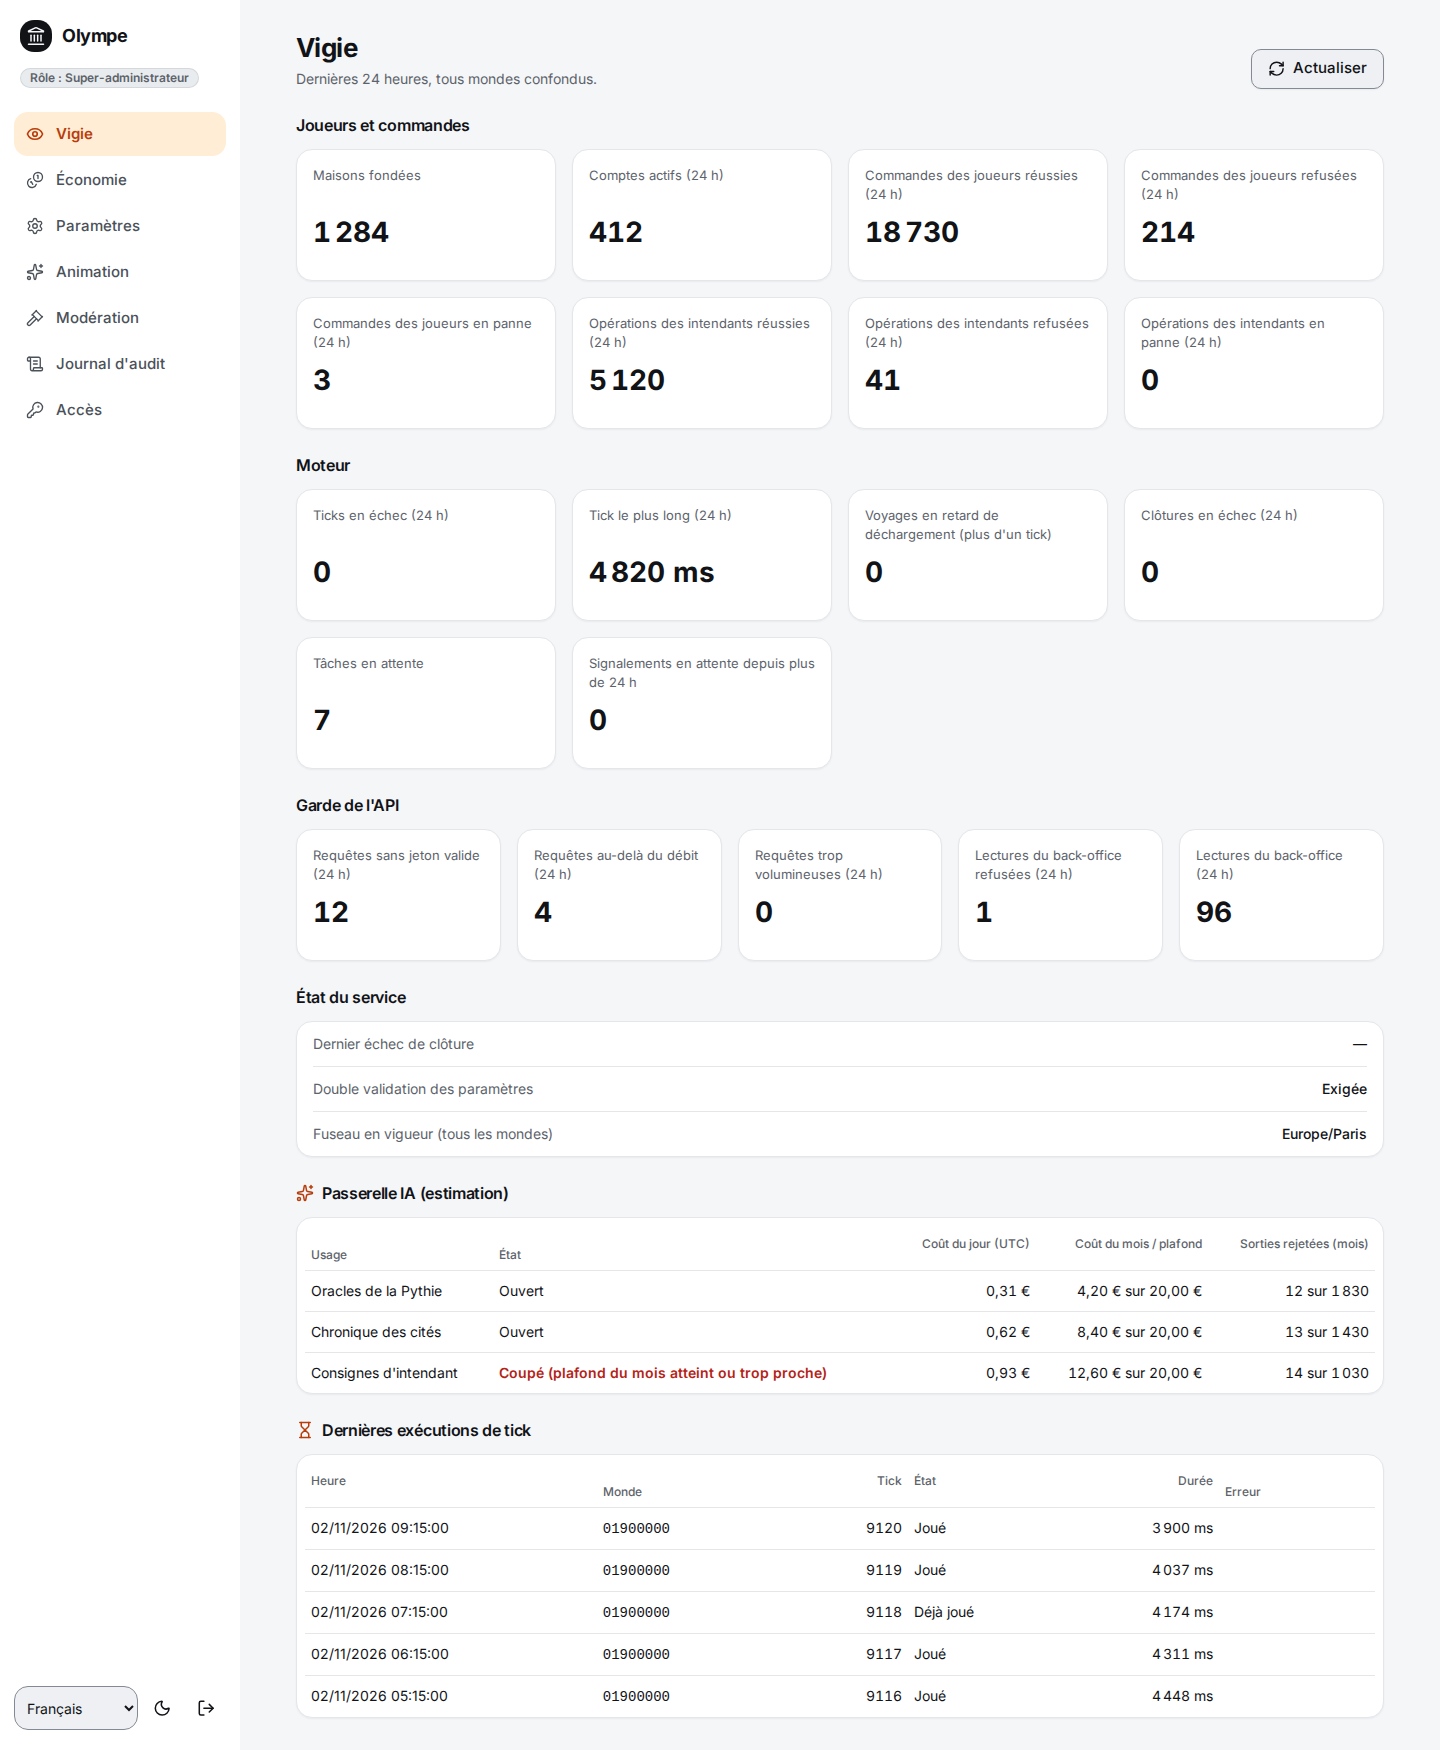 Olympe
Rôle : Super-administrateur
Vigie
Économie
Paramètres
Animation
Modération
Journal d'audit
Accès
Français
Vigie
Dernières 24 heures, tous mondes confondus.
Actualiser
Joueurs et commandes
Maisons fondées
1 284
Comptes actifs (24 h)
412
Commandes des joueurs réussies
(24 h)
18 730
Commandes des joueurs refusées
(24 h)
214
Commandes des joueurs en panne
(24 h)
3
Opérations des intendants réussies
(24 h)
5 120
Opérations des intendants refusées
(24 h)
41
Opérations des intendants en
panne (24 h)
0
Moteur
Ticks en échec (24 h)
0
Tick le plus long (24 h)
4 820 ms
Voyages en retard de
déchargement (plus d'un tick)
0
Clôtures en échec (24 h)
0
Tâches en attente
7
Signalements en attente depuis plus
de 24 h
0
Garde de l'API
Requêtes sans jeton valide
(24 h)
12
Requêtes au-delà du débit
(24 h)
4
Requêtes trop
volumineuses (24 h)
0
Lectures du back-office
refusées (24 h)
1
Lectures du back-office
(24 h)
96
État du service
Dernier échec de clôture —
Double validation des paramètres Exigée
Fuseau en vigueur (tous les mondes) Europe/Paris
Passerelle IA (estimation)
Usage État Coût du jour (UTC) Coût du mois / plafond Sorties rejetées (mois)
Oracles de la Pythie Ouvert 0,31 € 4,20 € sur 20,00 € 12 sur 1 830
Chronique des cités Ouvert 0,62 € 8,40 € sur 20,00 € 13 sur 1 430
Consignes d'intendant Coupé (plafond du mois atteint ou trop proche) 0,93 € 12,60 € sur 20,00 € 14 sur 1 030
Dernières exécutions de tick
Heure Monde Tick État Durée Erreur
02/11/2026 09:15:00 01900000 9120 Joué 3 900 ms
02/11/2026 08:15:00 01900000 9119 Joué 4 037 ms
02/11/2026 07:15:00 01900000 9118 Déjà joué 4 174 ms
02/11/2026 06:15:00 01900000 9117 Joué 4 311 ms
02/11/2026 05:15:00 01900000 9116 Joué 4 448 ms